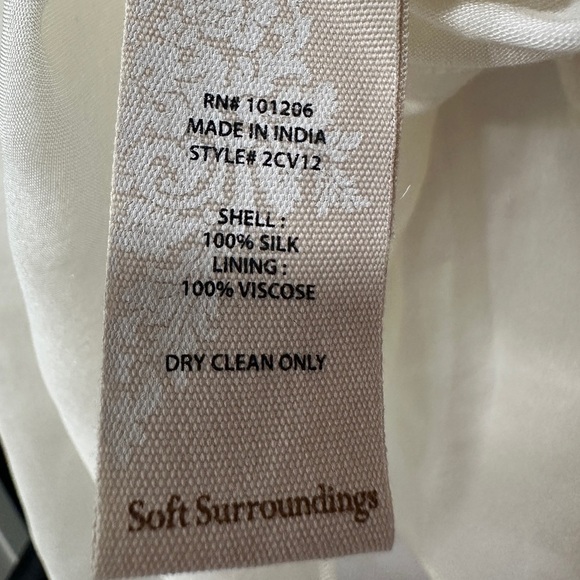 RN# 101206
MADE IN INDIA
STYLE# 2CV12
SHELL :
100% SILK
LINING :
100% VISCOSE
DRY CLEAN ONLY
Soft Surroundings